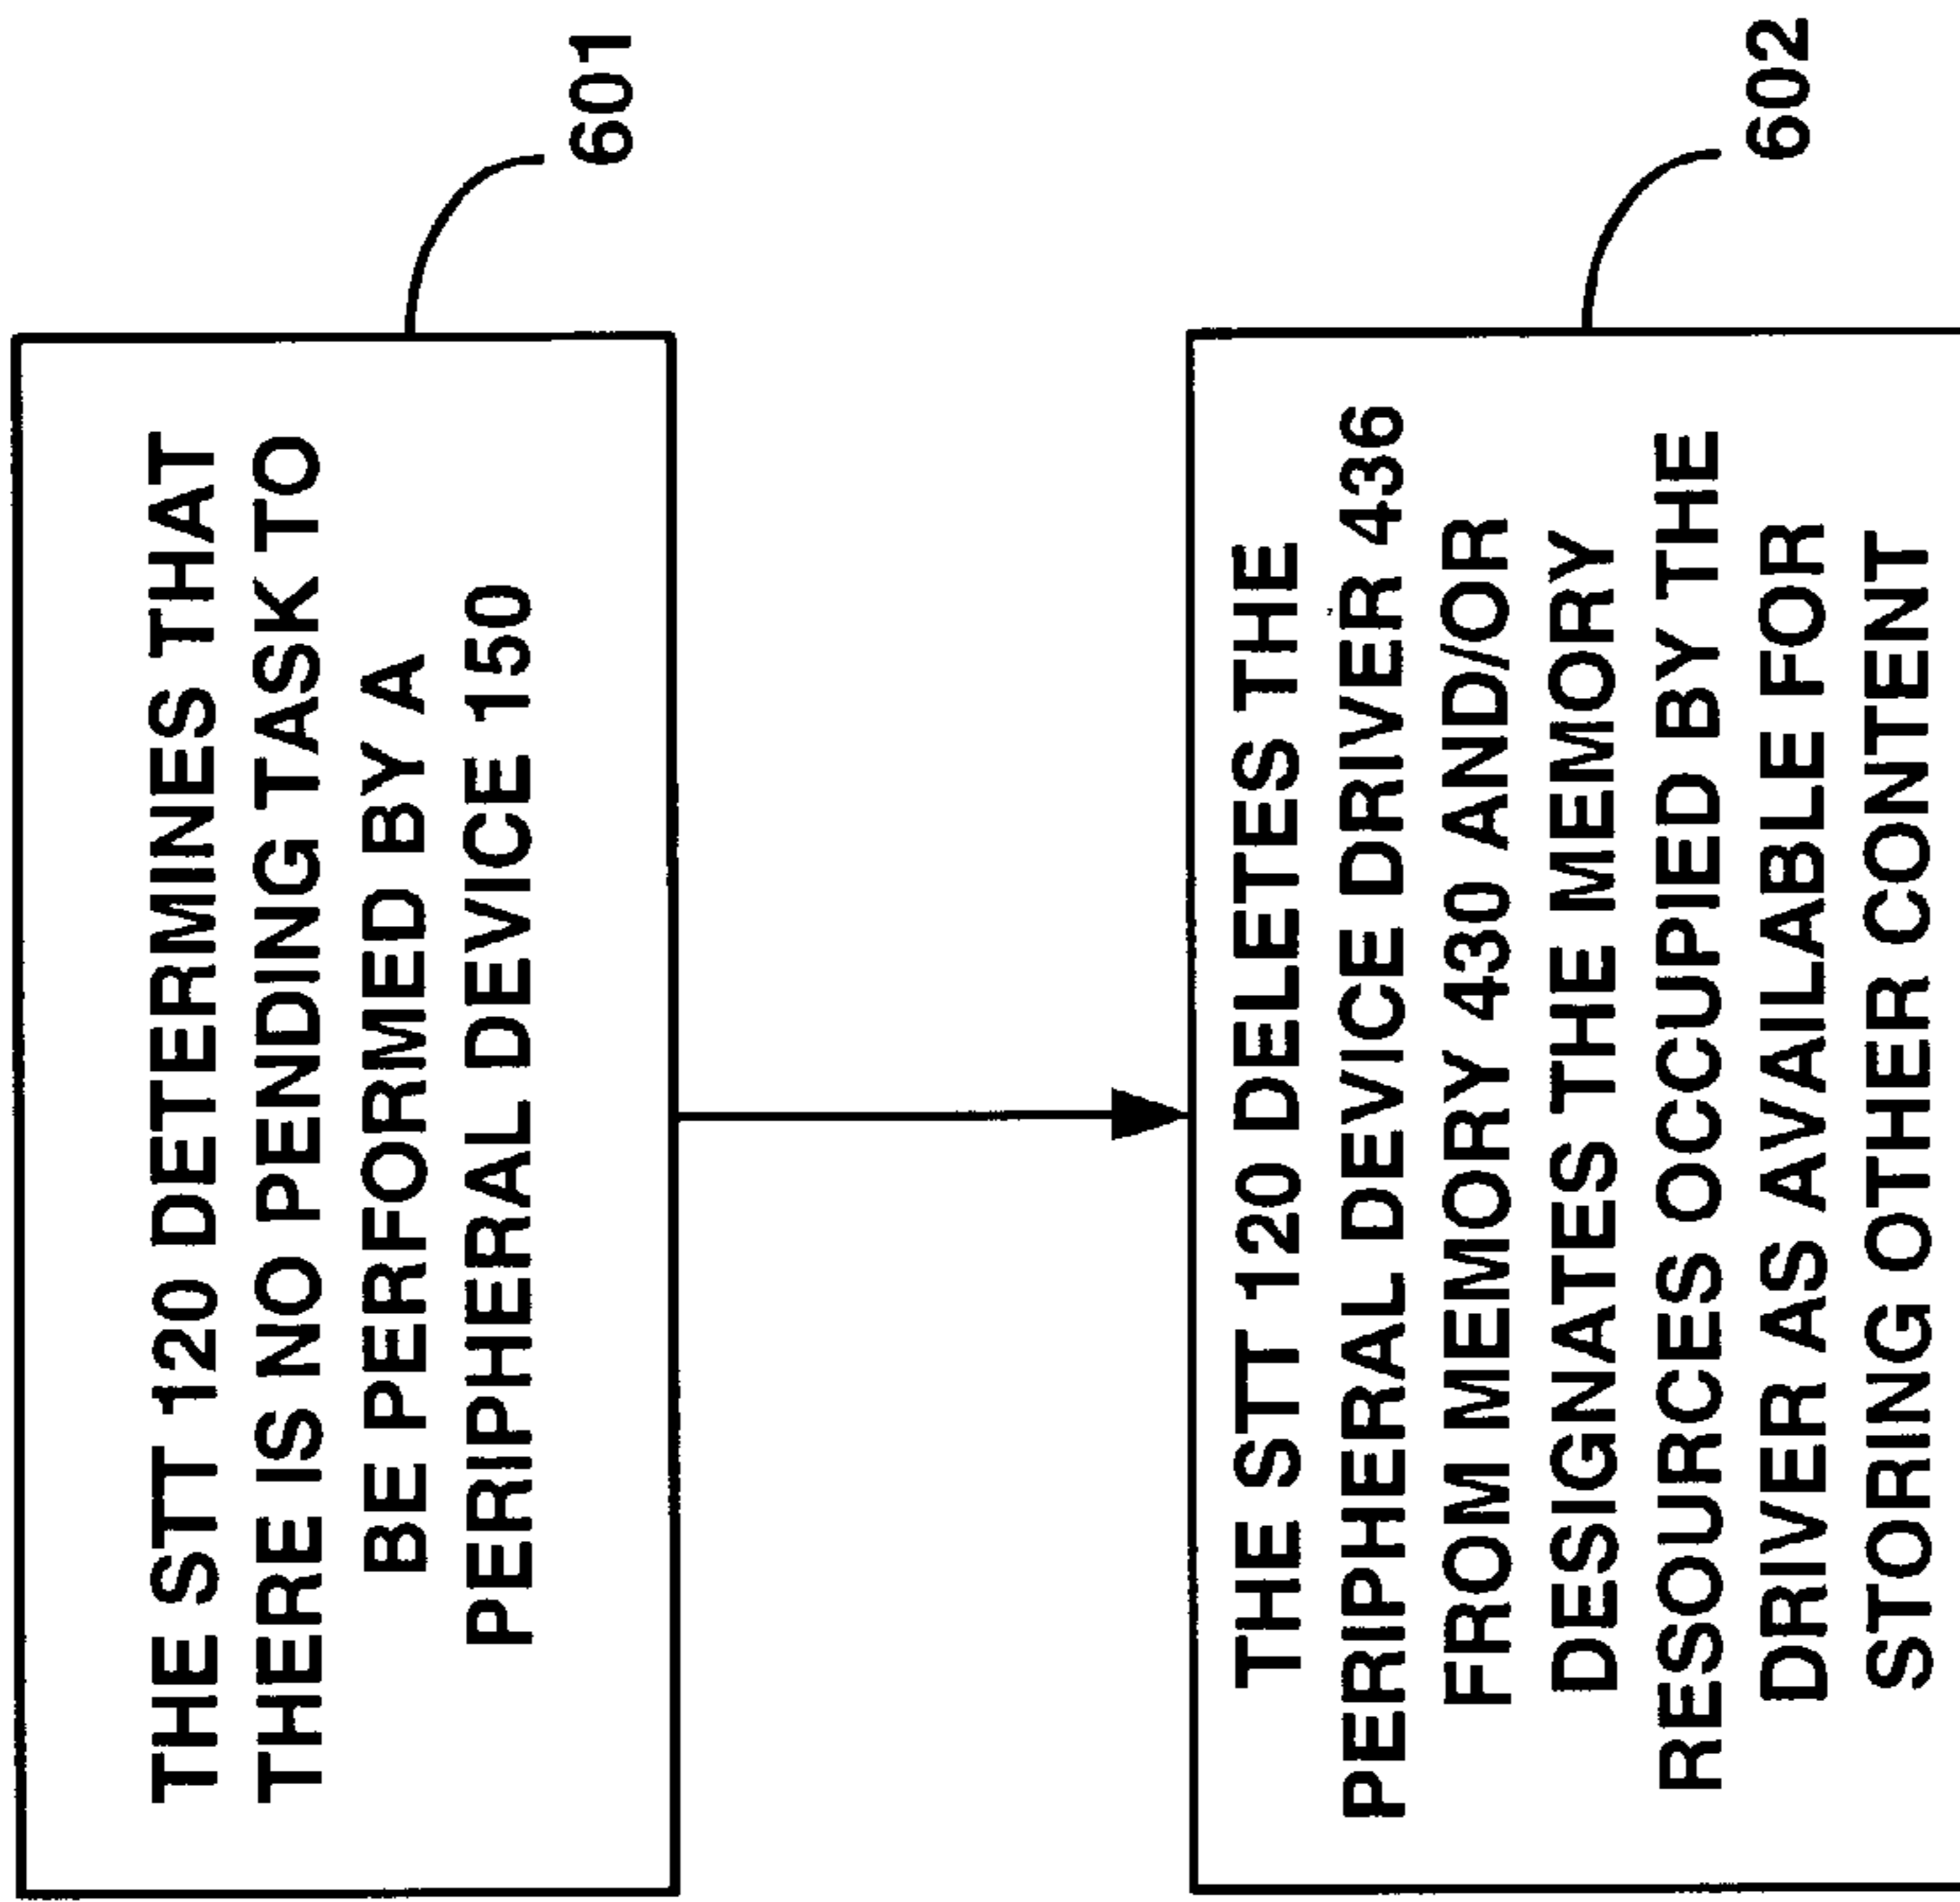 THE STT 120 DETERMINES THAT
THERE IS NO PENDING TASK TO
BE PERFORMED BY A
PERIPHERAL DEVICE 150
601
THE STT 120 DELETES THE
PERIPHERAL DEVICE DRIVER 436
FROM MEMORY 430 AND/OR
DESIGNATES THE MEMORY
RESOURCES OCCUPIED BY THE
DRIVER AS AVAILABLE FOR
STORING OTHER CONTENT
602